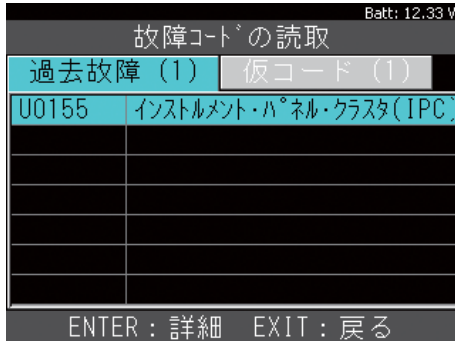 Batt: 12.33 V
故障コードの読取
過去故障 (1) 仮コード (1)
U0155 インストルメント・パネル・クラスタ(IPC)
ENTER : 詳細 EXIT : 戻る